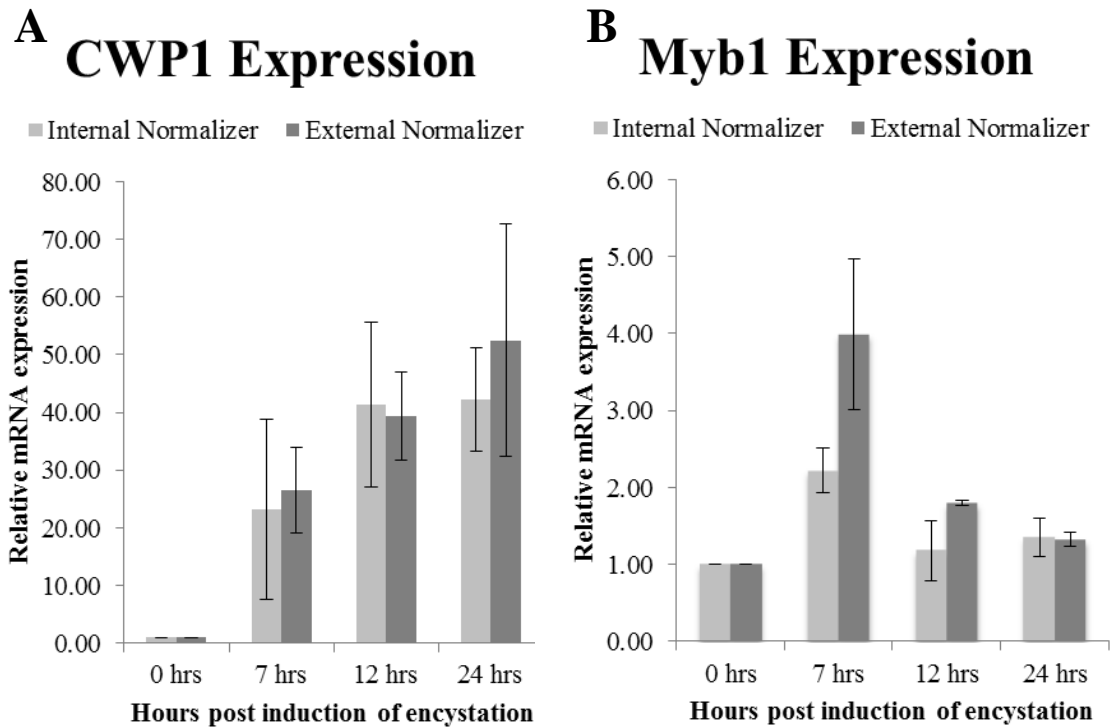 A
CWP1 Expression
Internal Normalizer External Normalizer
Relative mRNA expression
80.00
70.00
60.00
50.00
40.00
30.00
20.00
10.00
0.00
0 hrs 7 hrs 12 hrs 24 hrs
Hours post induction of encystation
B
Myb1 Expression
Internal Normalizer External Normalizer
Relative mRNA expression
6.00
5.00
4.00
3.00
2.00
1.00
0.00
0 hrs 7 hrs 12 hrs 24 hrs
Hours post induction of encystation